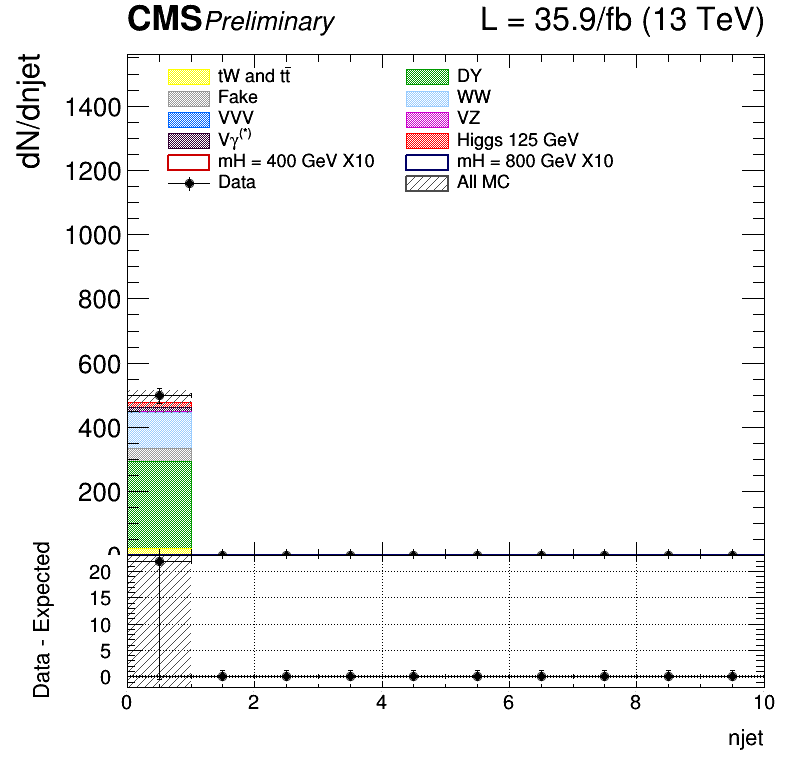 CMS Preliminary L = 35.9/fb (13 TeV)
dN/dnjet
tW and tt̄ DY
Fake WW
VVV VZ
Vγ(*) Higgs 125 GeV
mH = 400 GeV X10 mH = 800 GeV X10
Data All MC
1400
1200
1000
800
600
400
200
0
Data - Expected
20
15
10
5
0
0 2 4 6 8 10
njet